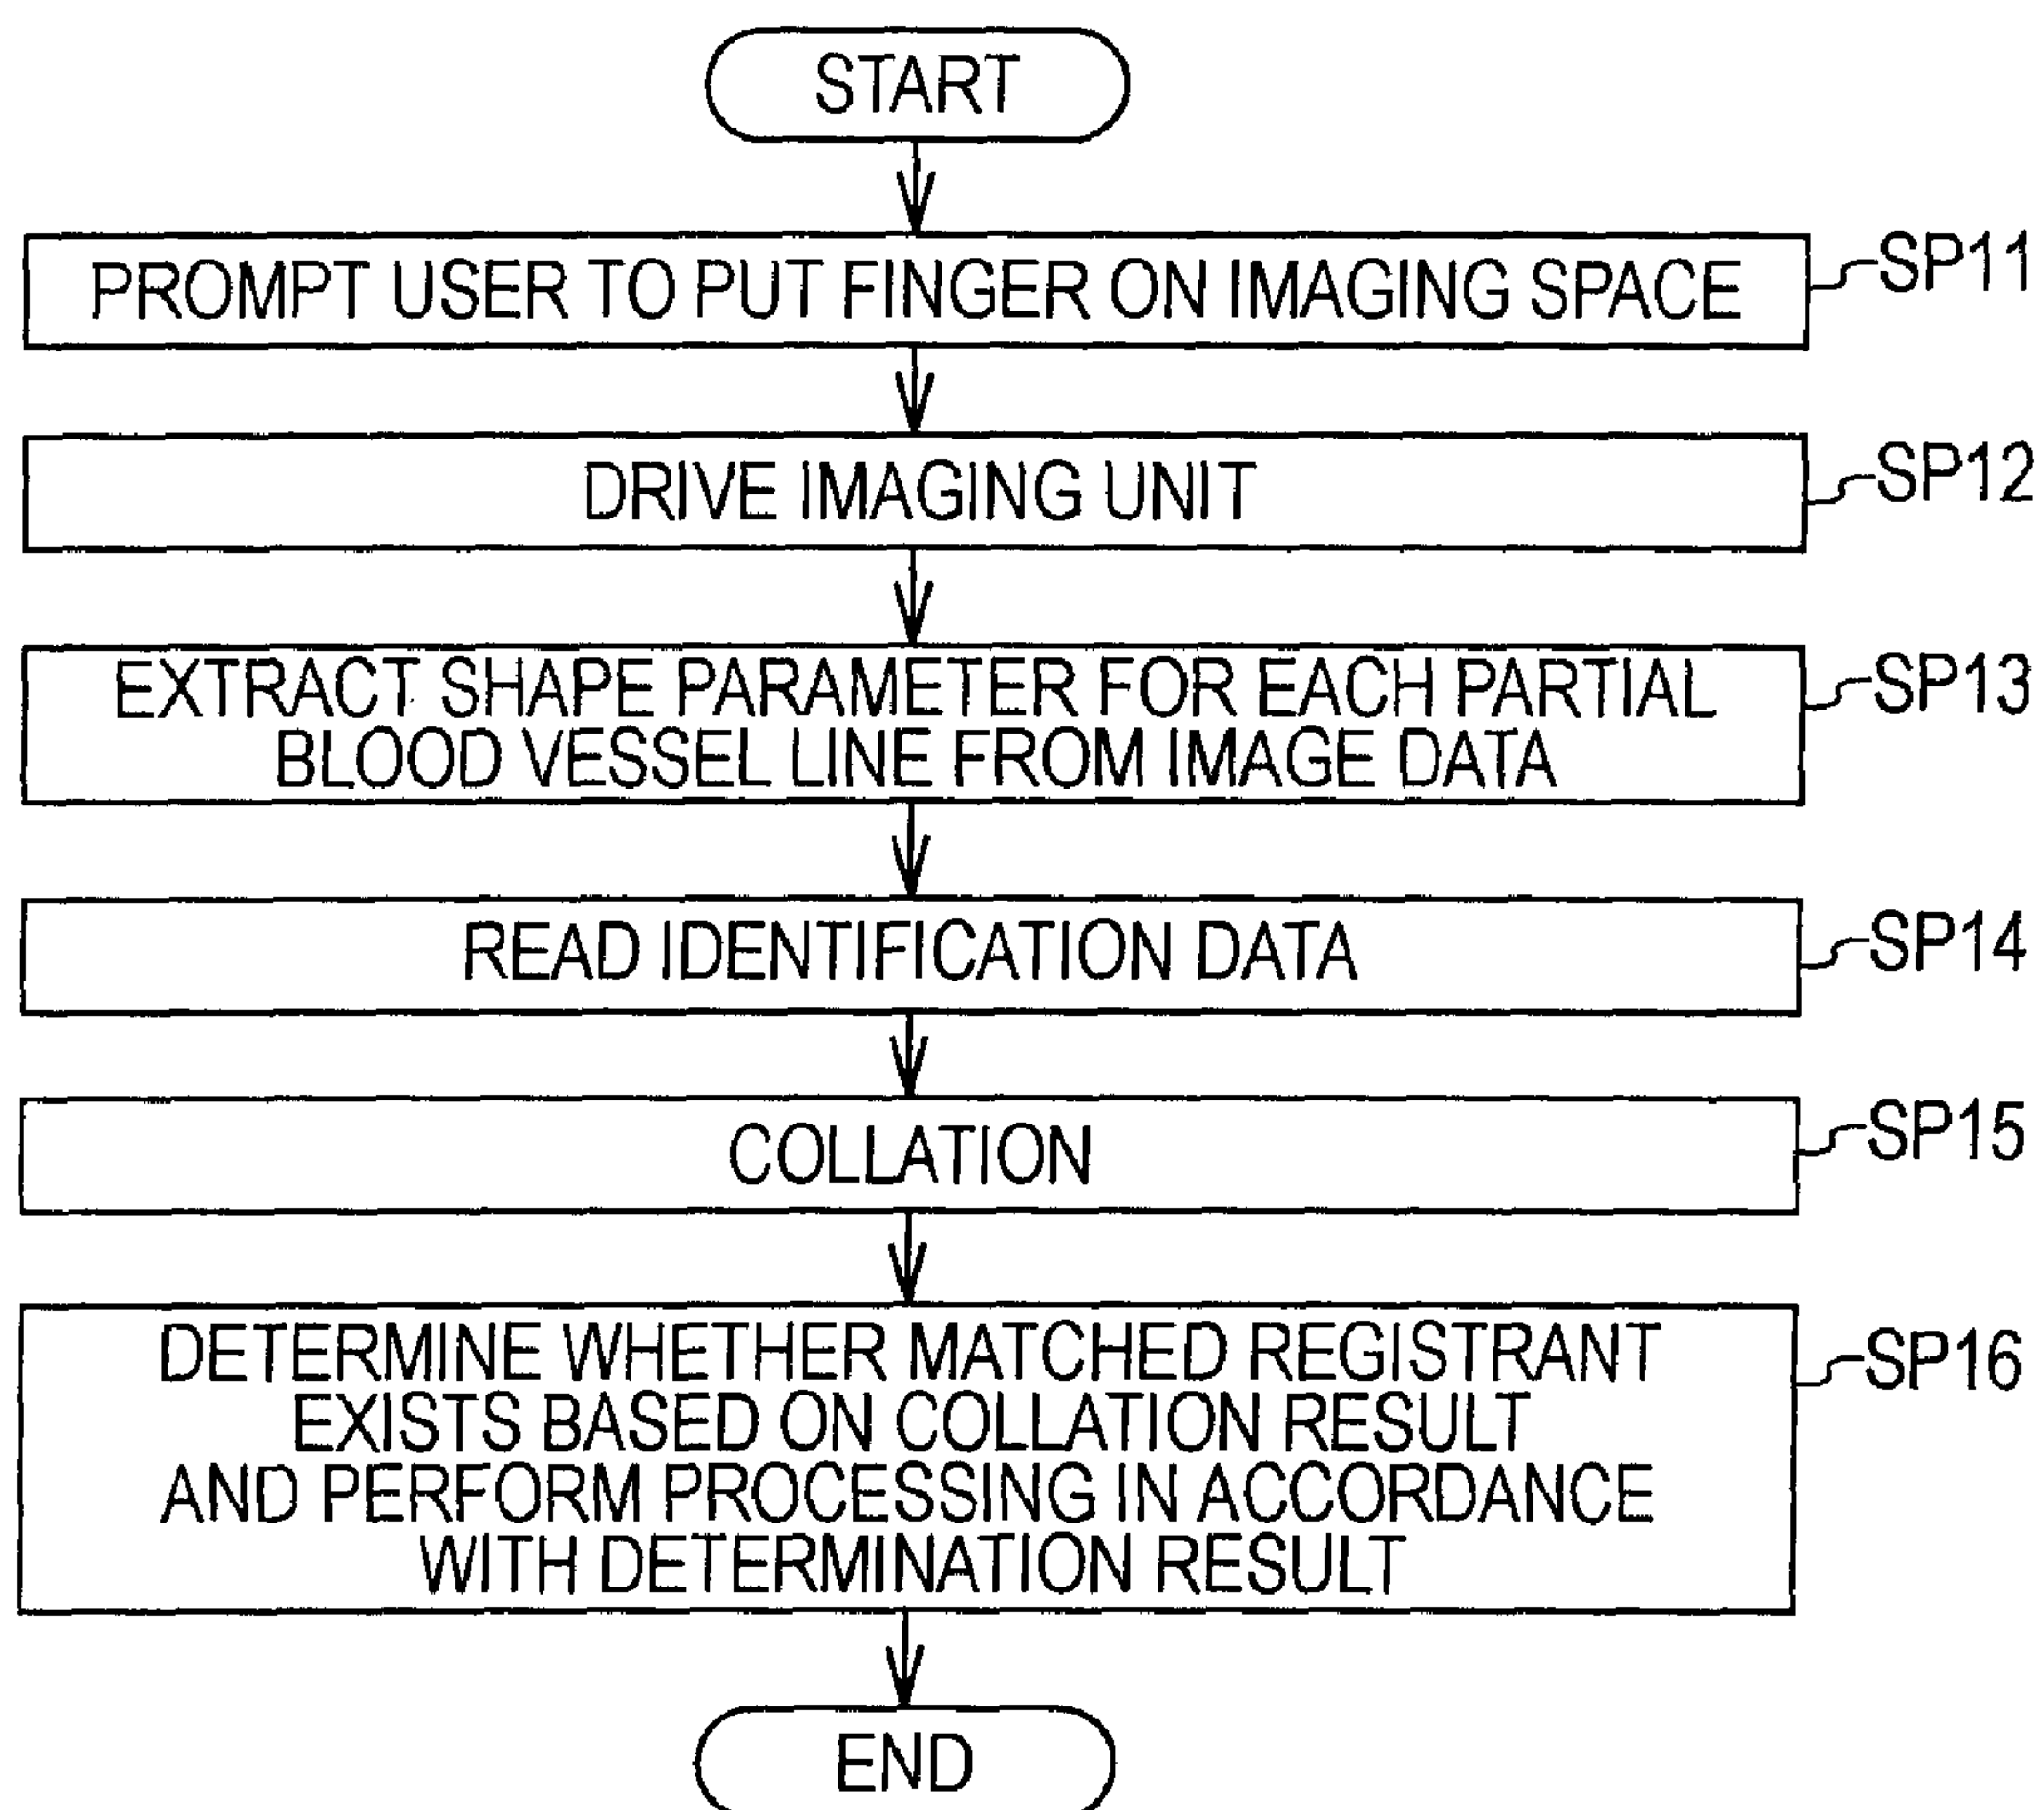 START
PROMPT USER TO PUT FINGER ON IMAGING SPACE
SP11
DRIVE IMAGING UNIT
SP12
EXTRACT SHAPE PARAMETER FOR EACH PARTIAL
BLOOD VESSEL LINE FROM IMAGE DATA
SP13
READ IDENTIFICATION DATA
SP14
COLLATION
SP15
DETERMINE WHETHER MATCHED REGISTRANT
EXISTS BASED ON COLLATION RESULT
AND PERFORM PROCESSING IN ACCORDANCE
WITH DETERMINATION RESULT
SP16
END